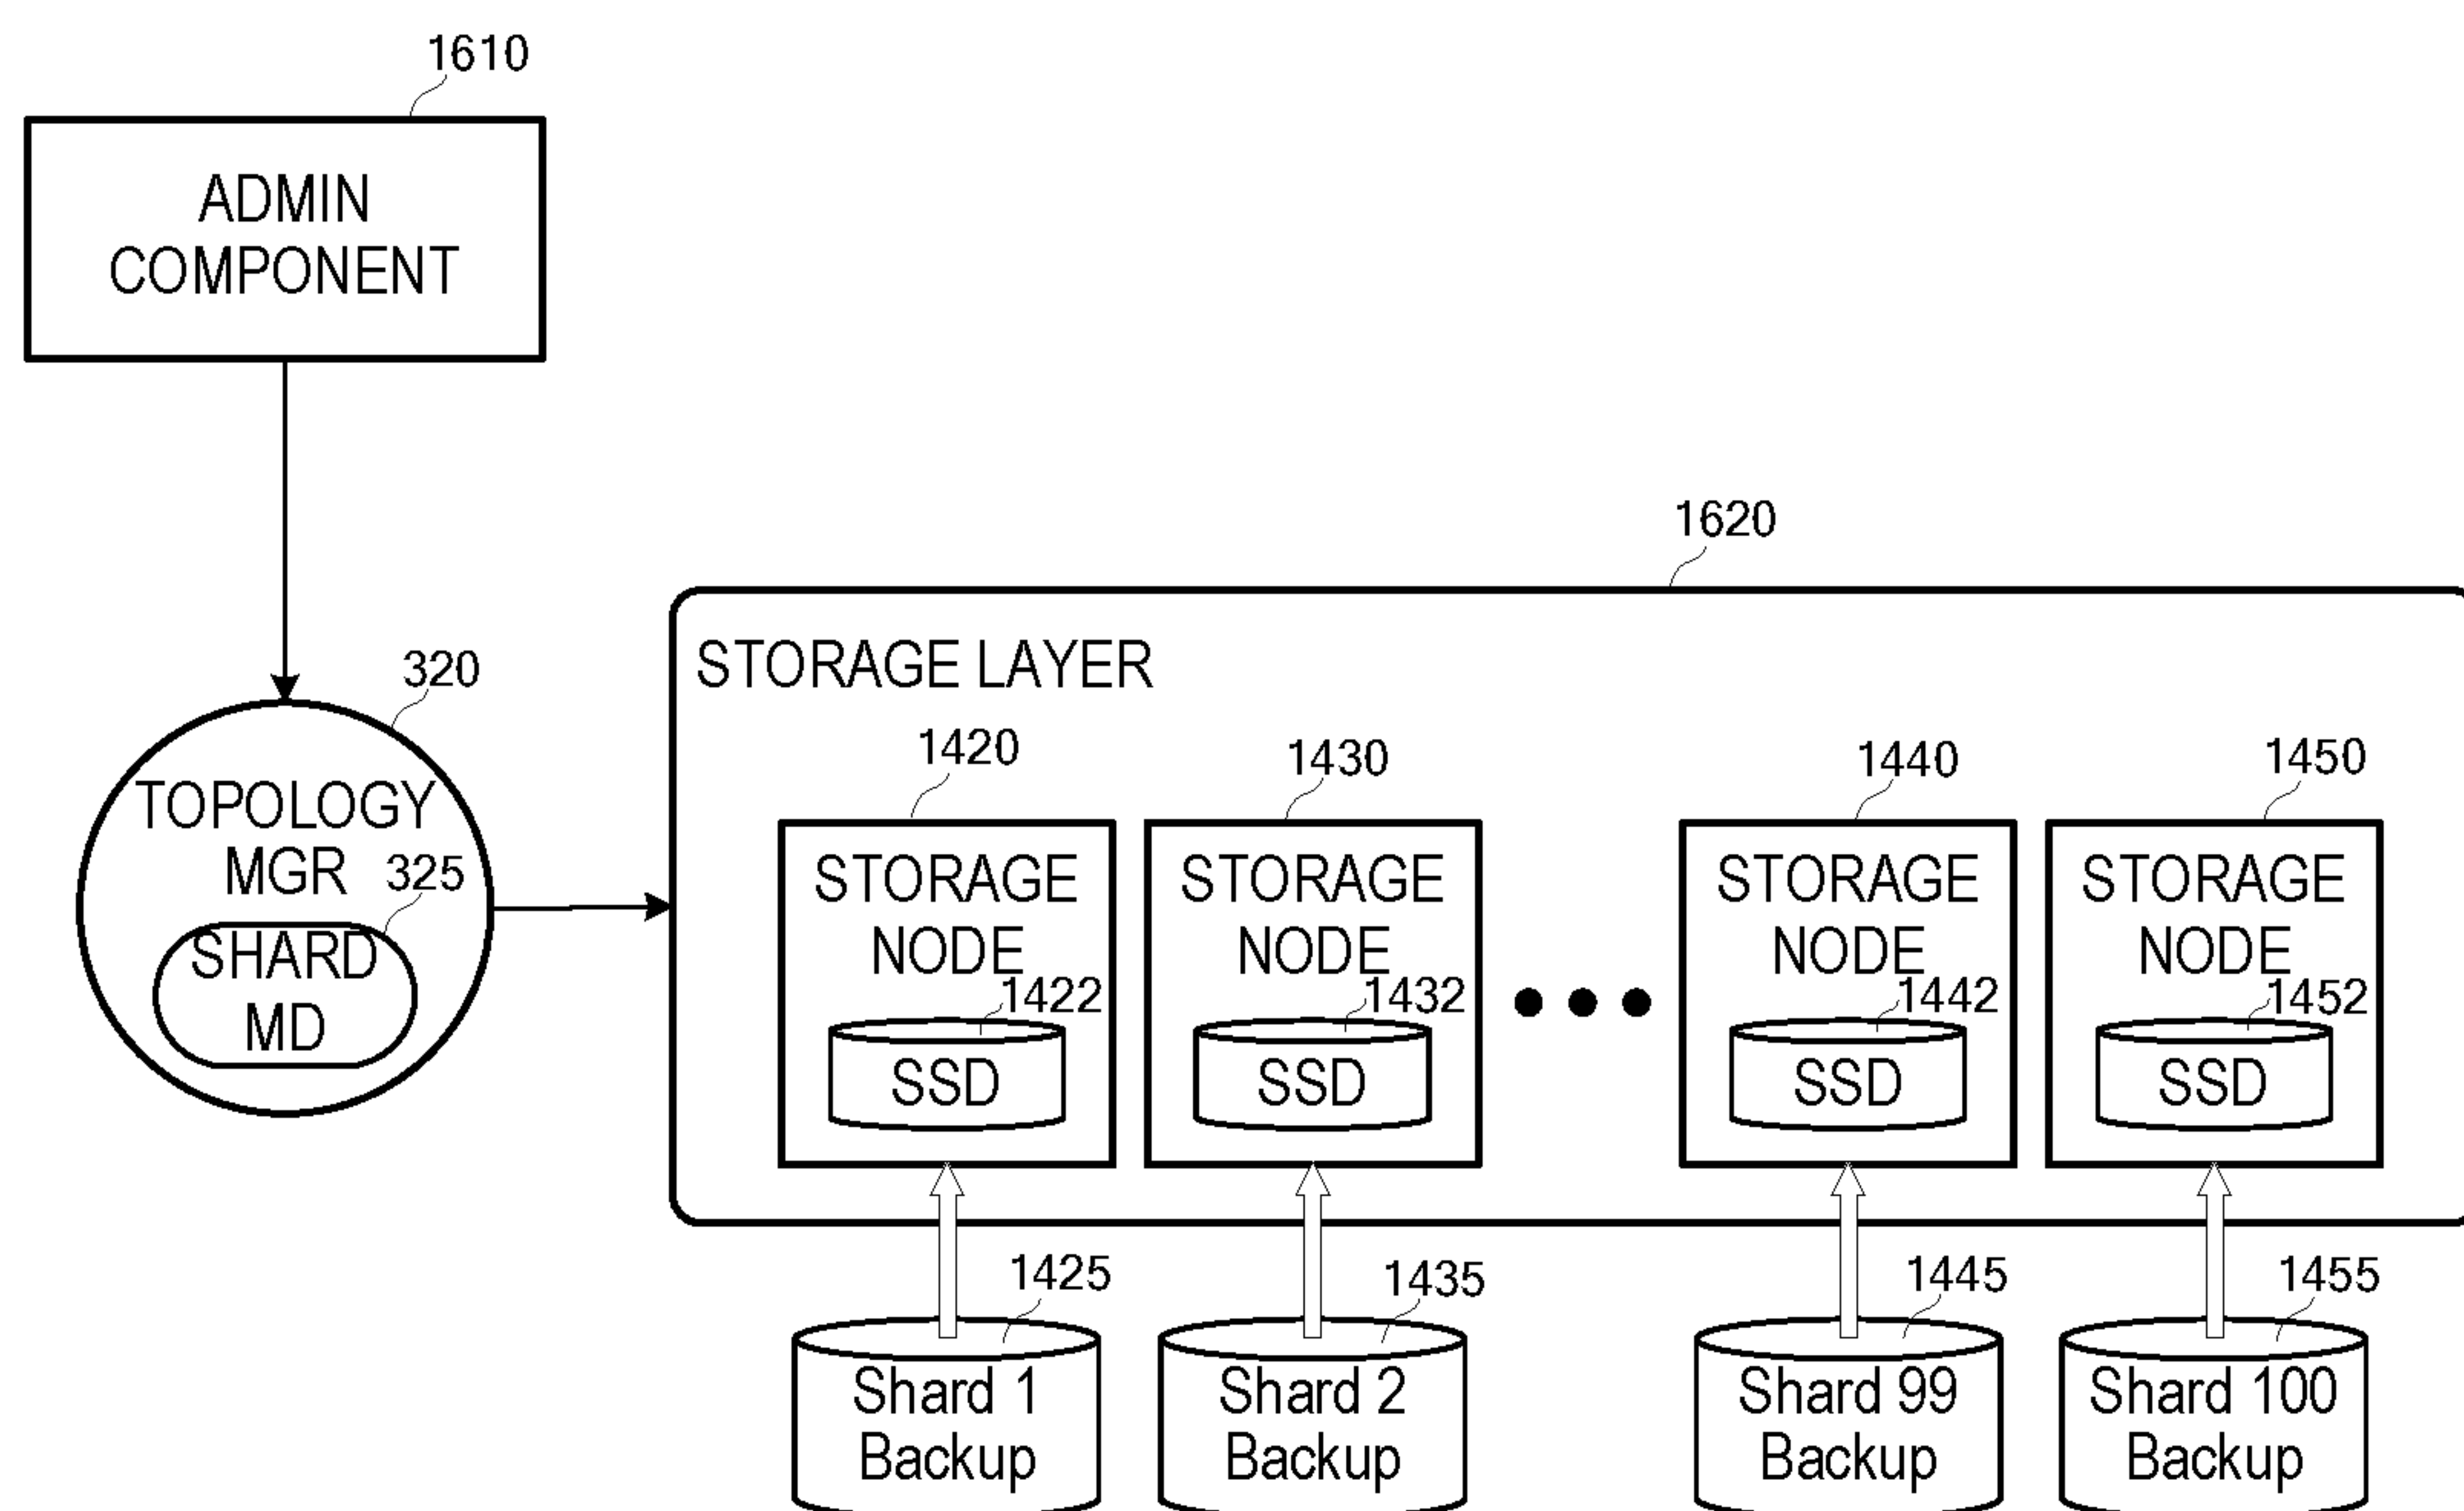 1610
ADMIN
COMPONENT
320
TOPOLOGY
MGR
325
SHARD
MD
1620
STORAGE LAYER
1420
1430
1440
1450
STORAGE
NODE
1422
SSD
STORAGE
NODE
1432
SSD
STORAGE
NODE
1442
SSD
STORAGE
NODE
1452
SSD
1425
Shard 1
Backup
1435
Shard 2
Backup
1445
Shard 99
Backup
1455
Shard 100
Backup